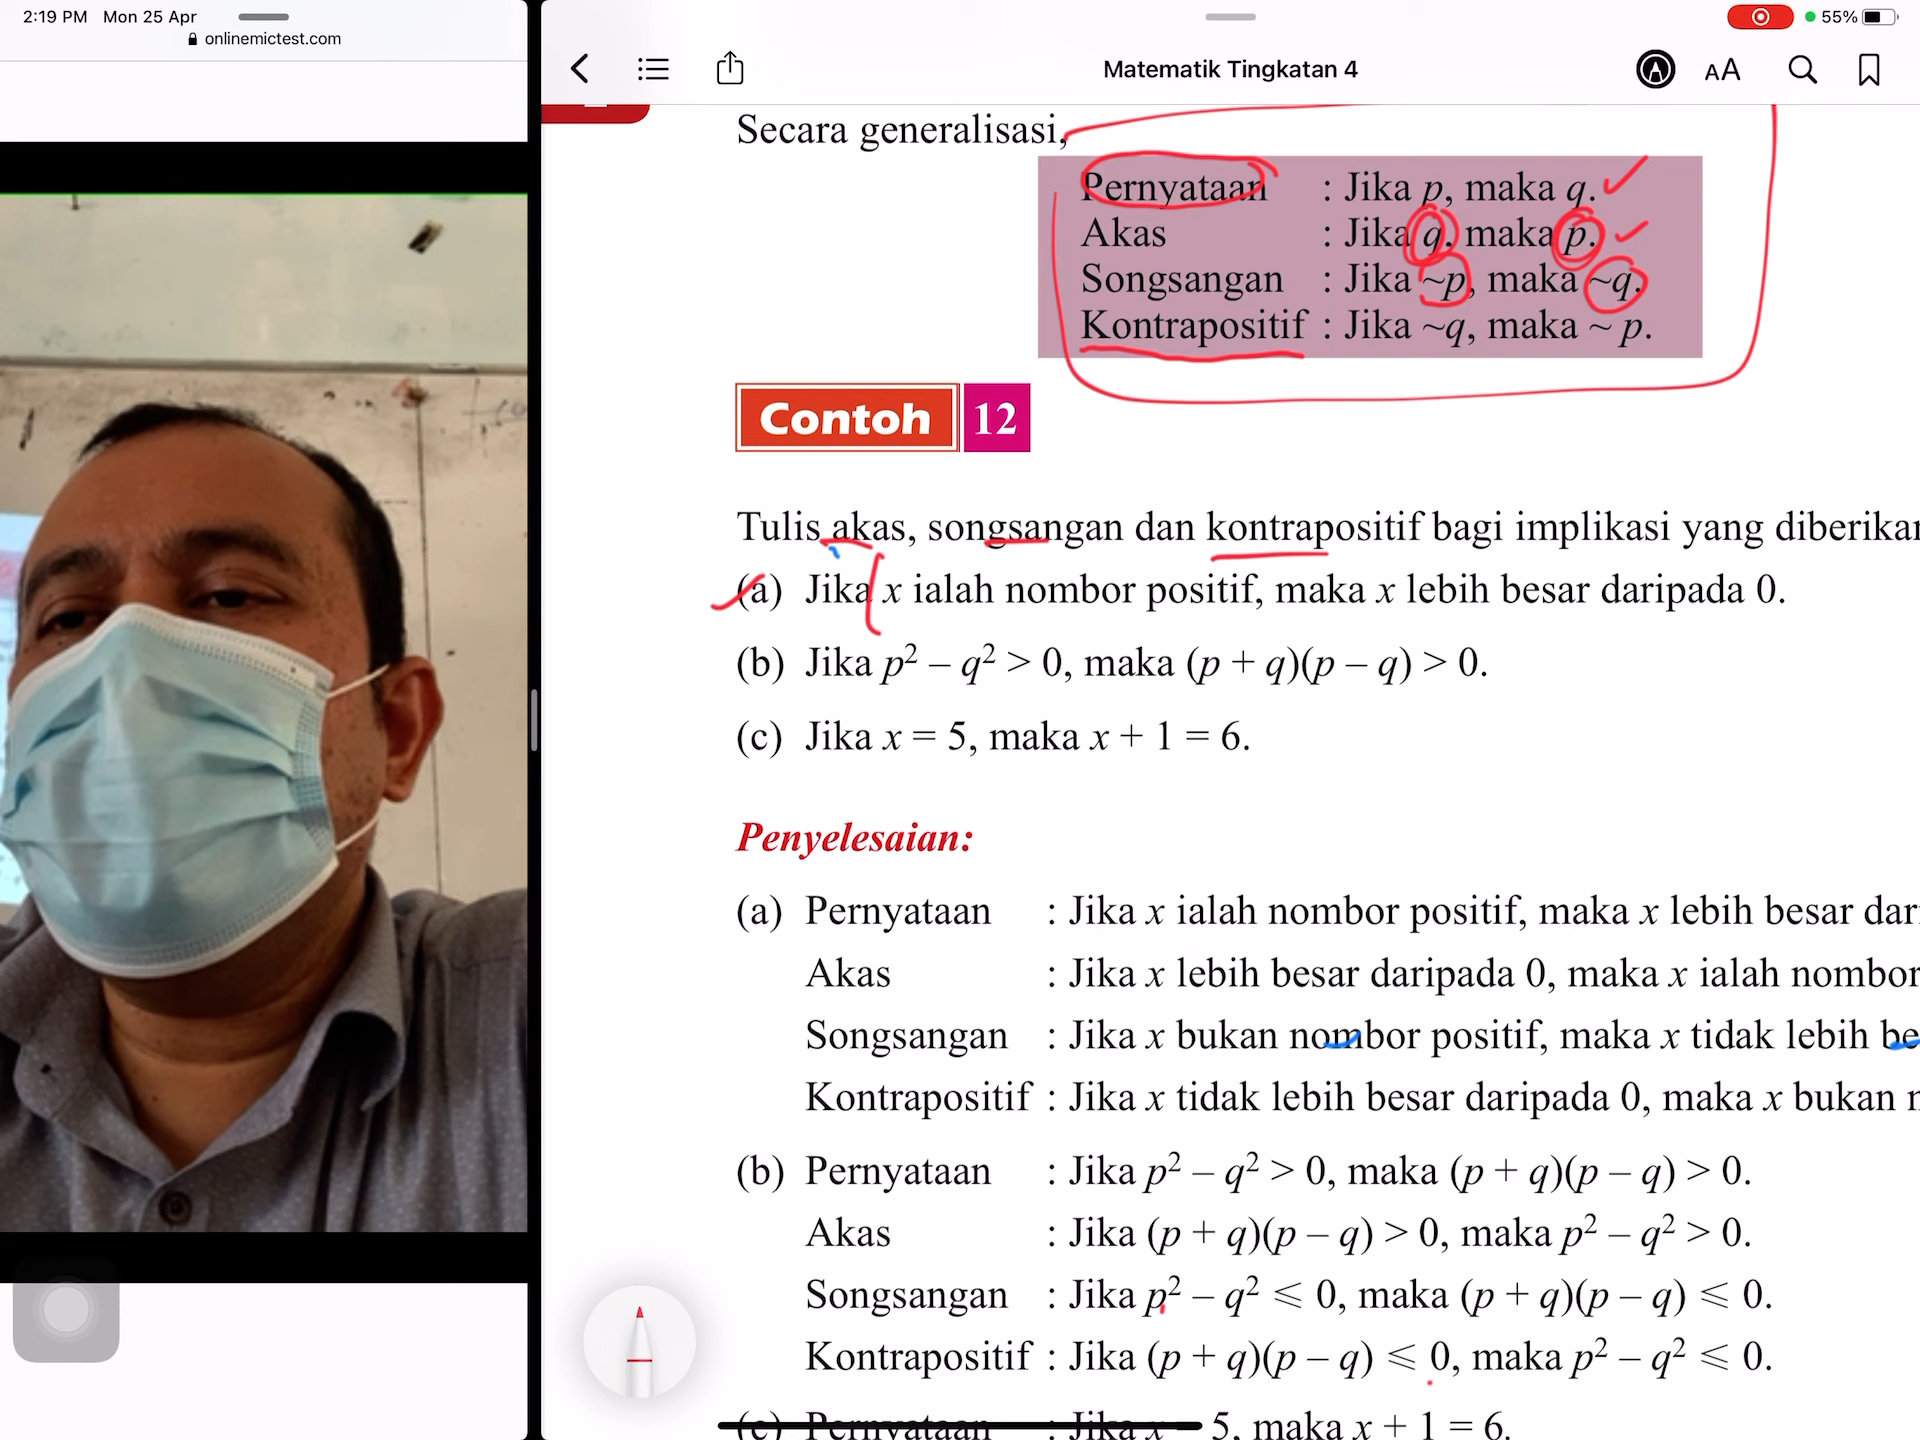 2:19 PM Mon 25 Apr
onlinemictest.com
55%
Matematik Tingkatan 4
AA
Secara generalisasi,
Pernyataan : Jika p, maka q.
Akas : Jika q, maka p.
Songsangan : Jika ~p, maka ~q.
Kontrapositif : Jika ~q, maka ~ p.
Contoh 12
Tulis akas, songsangan dan kontrapositif bagi implikasi yang
(a) Jika x ialah nombor positif, maka x lebih besar daripada 0.
(b) Jika p² – q² > 0, maka (p + q)(p – q) > 0.
(c) Jika x = 5, maka x + 1 = 6.
Penyelesaian:
(a) Pernyataan : Jika x ialah nombor positif, maka x lebih besar
Akas : Jika x lebih besar daripada 0, maka x ialah nombor
Songsangan : Jika x bukan nombor positif, maka x tidak lebih
Kontrapositif : Jika x tidak lebih besar daripada 0, maka x bukan
(b) Pernyataan : Jika p² – q² > 0, maka (p + q)(p – q) > 0.
Akas : Jika (p + q)(p – q) > 0, maka p² – q² > 0.
Songsangan : Jika p² – q² ⩽ 0, maka (p + q)(p – q) ⩽ 0.
Kontrapositif : Jika (p + q)(p – q) ⩽ 0, maka p² – q² ⩽ 0.
(c) Pernyataan : Jika x = 5, maka x + 1 = 6.